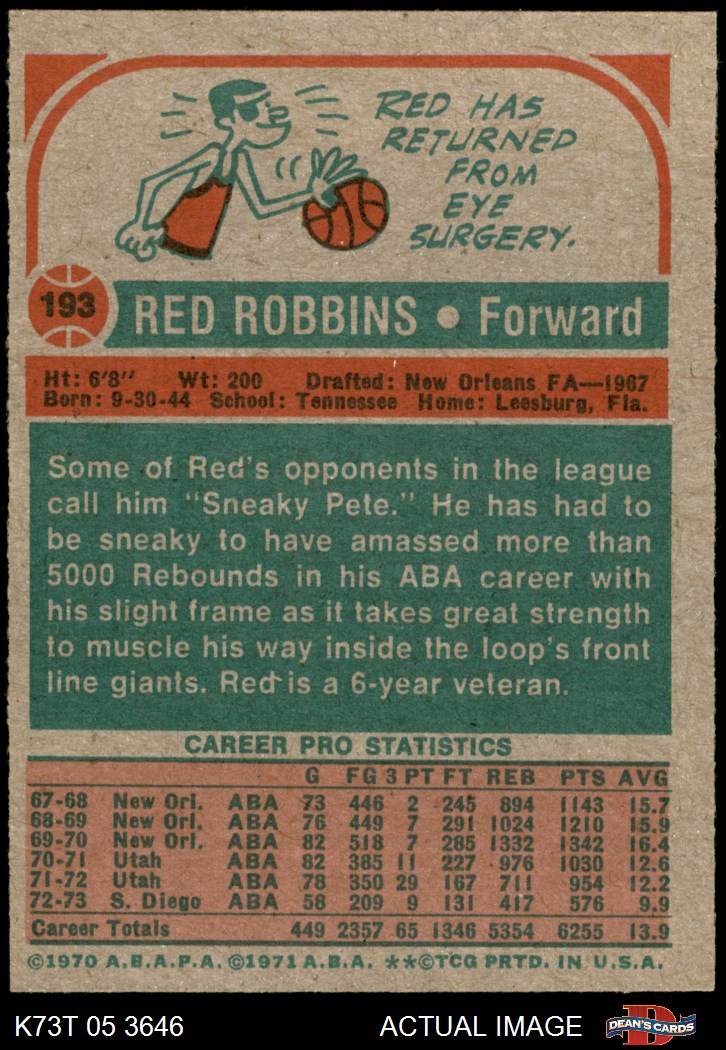 RED HAS
RETURNED
FROM
EYE
SURGERY.
193 RED ROBBINS • Forward
Ht: 6'8" Wt: 200 Drafted: New Orleans FA—1967
Born: 9-30-44 School: Tennessee Home: Leesburg, Fla.
Some of Red's opponents in the league
call him "Sneaky Pete." He has had to
be sneaky to have amassed more than
5000 Rebounds in his ABA career with
his slight frame as it takes great strength
to muscle his way inside the loop's front
line giants. Red is a 6-year veteran.
CAREER PRO STATISTICS
G FG 3 PT FT REB PTS AVG
67-68 New Orl. ABA 73 446 2 245 894 1143 15.7
68-69 New Orl. ABA 76 449 7 291 1024 1210 15.9
69-70 New Orl. ABA 82 518 7 285 1332 1342 16.4
70-71 Utah ABA 82 385 11 227 976 1030 12.6
71-72 Utah ABA 78 350 29 167 711 954 12.2
72-73 S. Diego ABA 58 209 9 131 417 576 9.9
Career Totals 449 2357 65 1346 5354 6255 13.9
©1970 A.B.A.P.A. ©1971 A.B.A. **©TCG PRTD. IN U.S.A.
K73T 05 3646 ACTUAL IMAGE D DEAN'S CARDS